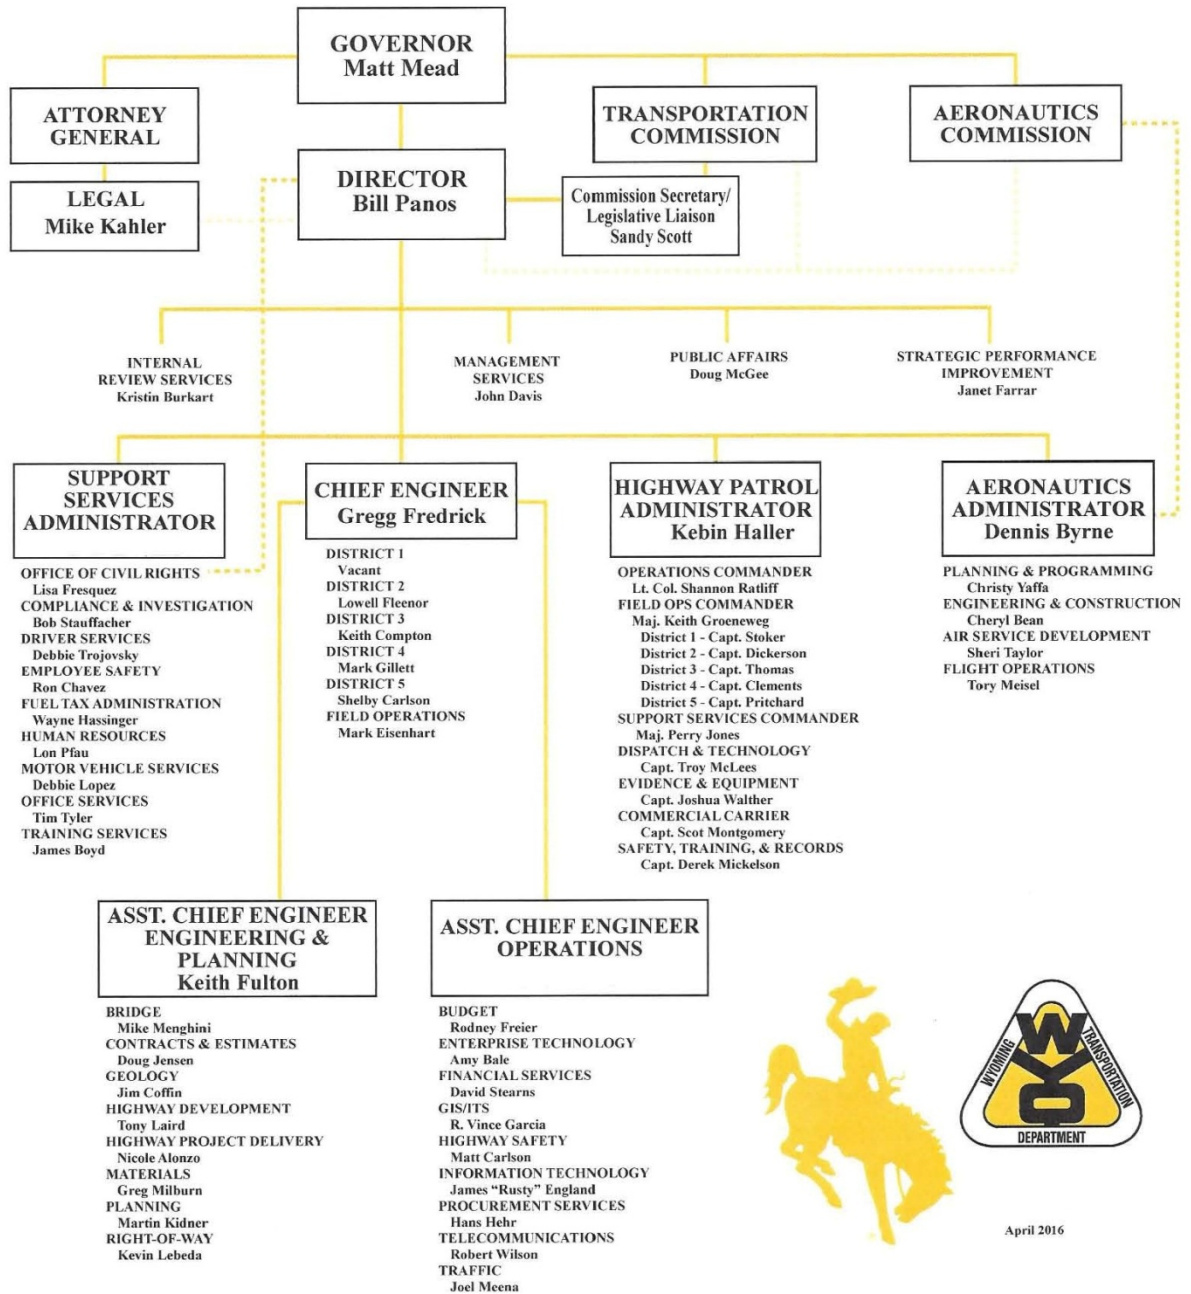 GOVERNOR
Matt Mead
ATTORNEY
GENERAL
TRANSPORTATION
COMMISSION
AERONAUTICS
COMMISSION
DIRECTOR
Bill Panos
LEGAL
Mike Kahler
Commission Secretary/
Legislative Liaison
Sandy Scott
INTERNAL
REVIEW SERVICES
Kristin Burkart
MANAGEMENT
SERVICES
John Davis
PUBLIC AFFAIRS
Doug McGee
STRATEGIC PERFORMANCE
IMPROVEMENT
Janet Farrar
SUPPORT
SERVICES
ADMINISTRATOR
OFFICE OF CIVIL RIGHTS
Lisa Fresquez
COMPLIANCE & INVESTIGATION
Bob Stauffacher
DRIVER SERVICES
Debbie Trojovsky
EMPLOYEE SAFETY
Ron Chavez
FUEL TAX ADMINISTRATION
Wayne Hassinger
HUMAN RESOURCES
Lon Pfau
MOTOR VEHICLE SERVICES
Debbie Lopez
OFFICE SERVICES
Tim Tyler
TRAINING SERVICES
James Boyd
CHIEF ENGINEER
Gregg Fredrick
DISTRICT 1
Vacant
DISTRICT 2
Lowell Fleenor
DISTRICT 3
Keith Compton
DISTRICT 4
Mark Gillett
DISTRICT 5
Shelby Carlson
FIELD OPERATIONS
Mark Eisenhart
HIGHWAY PATROL
ADMINISTRATOR
Kebin Haller
OPERATIONS COMMANDER
Lt. Col. Shannon Ratliff
FIELD OPS COMMANDER
Maj. Keith Groeneweg
District 1 - Capt. Stoker
District 2 - Capt. Dickerson
District 3 - Capt. Thomas
District 4 - Capt. Clements
District 5 - Capt. Pritchard
SUPPORT SERVICES COMMANDER
Maj. Perry Jones
DISPATCH & TECHNOLOGY
Capt. Troy McLees
EVIDENCE & EQUIPMENT
Capt. Joshua Walther
COMMERCIAL CARRIER
Capt. Scot Montgomery
SAFETY, TRAINING, & RECORDS
Capt. Derek Mickelson
AERONAUTICS
ADMINISTRATOR
Dennis Byrne
PLANNING & PROGRAMMING
Christy Yaffa
ENGINEERING & CONSTRUCTION
Cheryl Bean
AIR SERVICE DEVELOPMENT
Sheri Taylor
FLIGHT OPERATIONS
Tory Meisel
ASST. CHIEF ENGINEER
ENGINEERING &
PLANNING
Keith Fulton
BRIDGE
Mike Menghini
CONTRACTS & ESTIMATES
Doug Jensen
GEOLOGY
Jim Coffin
HIGHWAY DEVELOPMENT
Tony Laird
HIGHWAY PROJECT DELIVERY
Nicole Alonzo
MATERIALS
Greg Milburn
PLANNING
Martin Kidner
RIGHT-OF-WAY
Kevin Lebeda
ASST. CHIEF ENGINEER
OPERATIONS
BUDGET
Rodney Freier
ENTERPRISE TECHNOLOGY
Amy Bale
FINANCIAL SERVICES
David Stearns
GIS/ITS
R. Vince Garcia
HIGHWAY SAFETY
Matt Carlson
INFORMATION TECHNOLOGY
James “Rusty” England
PROCUREMENT SERVICES
Hans Hehr
TELECOMMUNICATIONS
Robert Wilson
TRAFFIC
Joel Meena
WYOMING
TRANSPORTATION
DEPARTMENT
WYO
April 2016